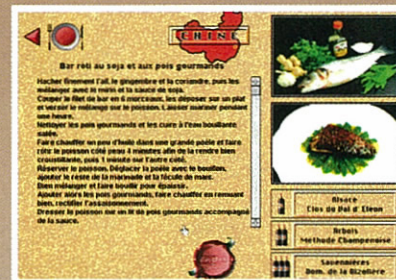 CHINE
Bar rôti au soja et aux pois gourmands
Hacher finement l'ail, le gingembre et la coriandre, puis les
mélanger avec le mirin et la sauce de soja.
Couper le filet de bar en 6 morceaux, les déposer sur un plat
et verser le mélange sur le poisson. Laisser mariner pendant
une heure.
Nettoyer les pois gourmands et les cuire à l'eau bouillante
salée.
Faire chauffer un peu d'huile dans une grande poêle et faire
rôtir le poisson côté peau 4 minutes afin de la rendre bien
croustillante, puis 1 minute sur l'autre coté.
Réserver le poisson. Déglacer la poêle avec le bouillon,
ajouter le reste de la marinade et la fécule de maïs.
Bien mélanger et faire bouillir pour épaissir.
Ajouter alors les pois gourmands, faire chauffer en remuant
bien, rectifier l'assaisonnement.
Dresser le poisson sur un lit de pois gourmands accompagné
de la sauce.
Alsace
Clos du Val d'Eleon
Arbois
Méthode Champenoise
Savennières
Dom. de la Bizolière